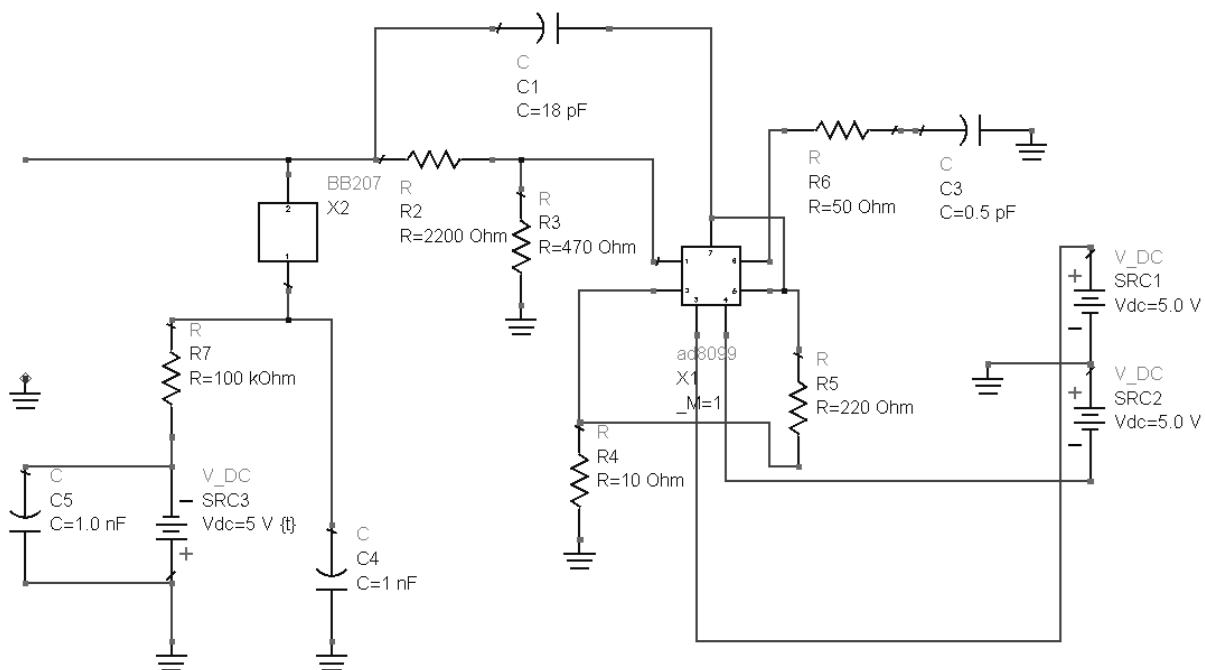 C
C1
C=18 pF
BB207
X2
2
1
R
R2
R=2200 Ohm
R
R3
R=470 Ohm
R
R6
R=50 Ohm
C
C3
C=0.5 pF
1
7
2
3
4
5
ad8099
X1
_M=1
R
R5
R=220 Ohm
V_DC
SRC1
Vdc=5.0 V
+
−
V_DC
SRC2
Vdc=5.0 V
+
−
R
R7
R=100 kOhm
R
R4
R=10 Ohm
C
C5
C=1.0 nF
V_DC
SRC3
Vdc=5 V {t}
−
+
C
C4
C=1 nF